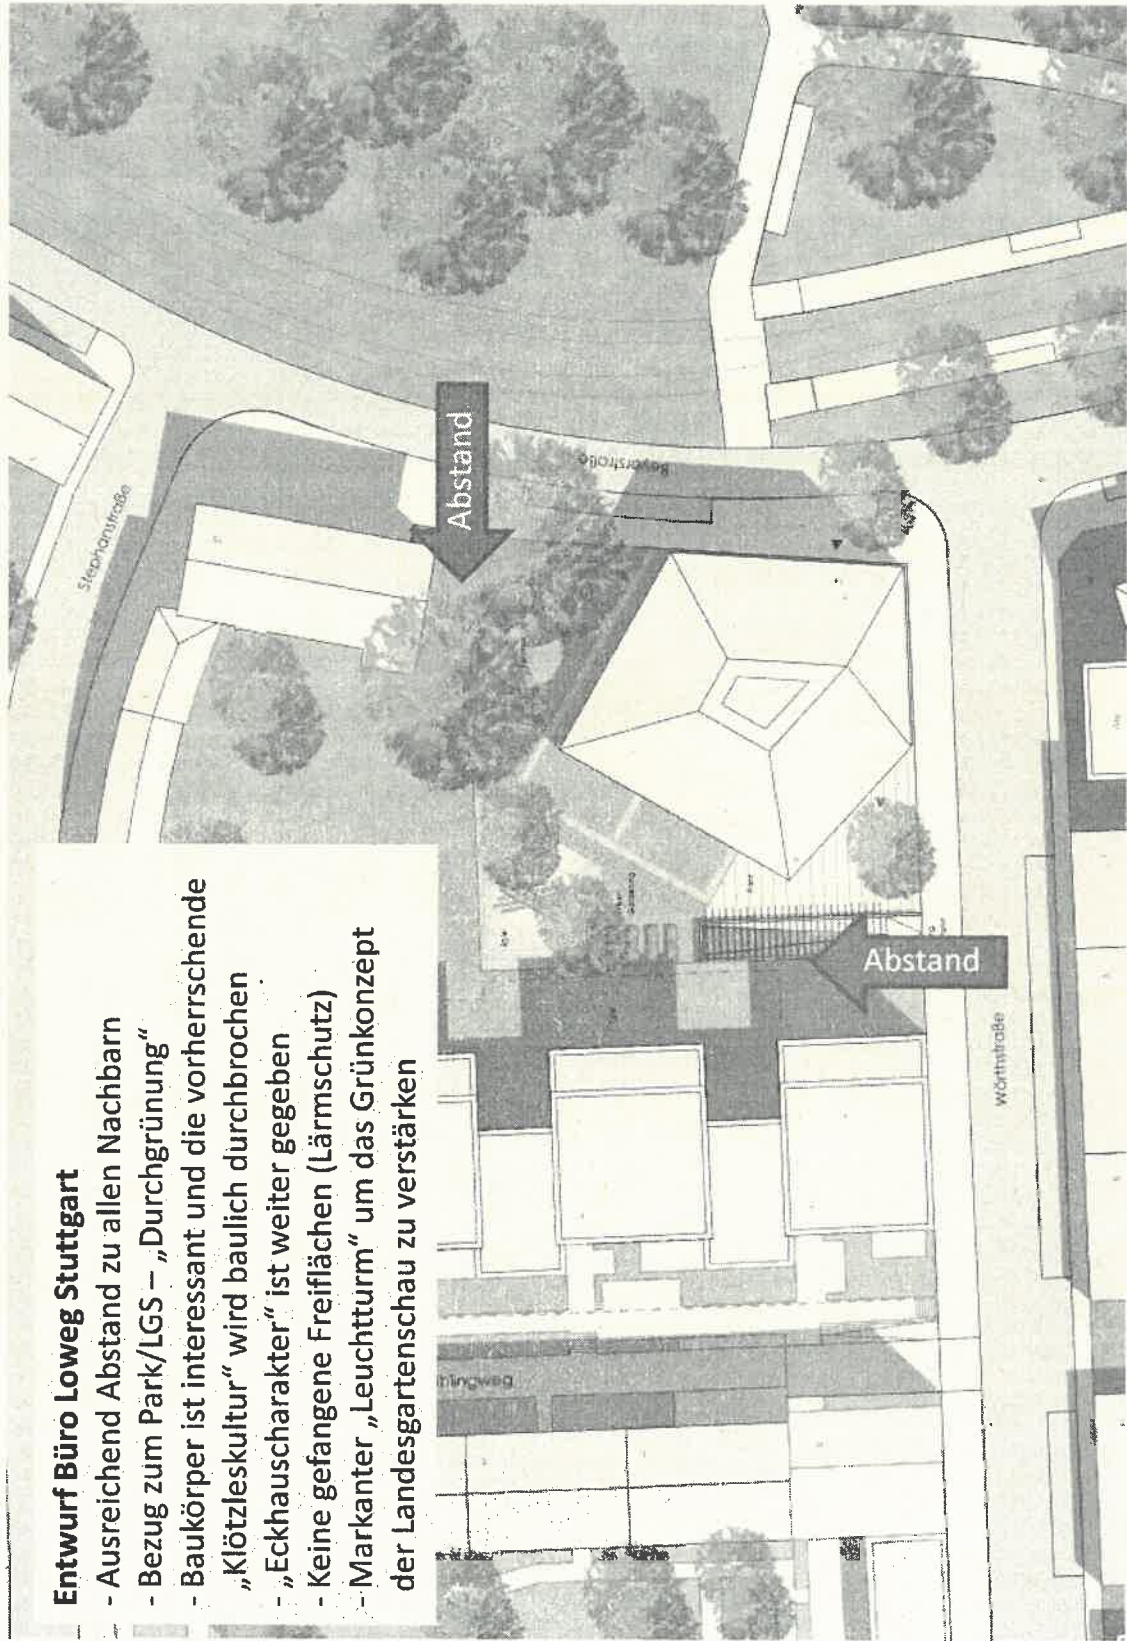 Entwurf Büro Loweg Stuttgart
- Ausreichend Abstand zu allen Nachbarn
- Bezug zum Park/LGS – „Durchgrünung“
- Baukörper ist interessant und die vorherrschende
„Klötzleskultur“ wird baulich durchbrochen
- „Eckhauscharakter“ ist weiter gegeben
- Keine gefangene Freiflächen (Lärmschutz)
- Markanter „Leuchtturm“ um das Grünkonzept
der Landesgartenschau zu verstärken
Stephanstraße
Abstand
Beyerstraße
Abstand
Wörthstraße
hlingweg